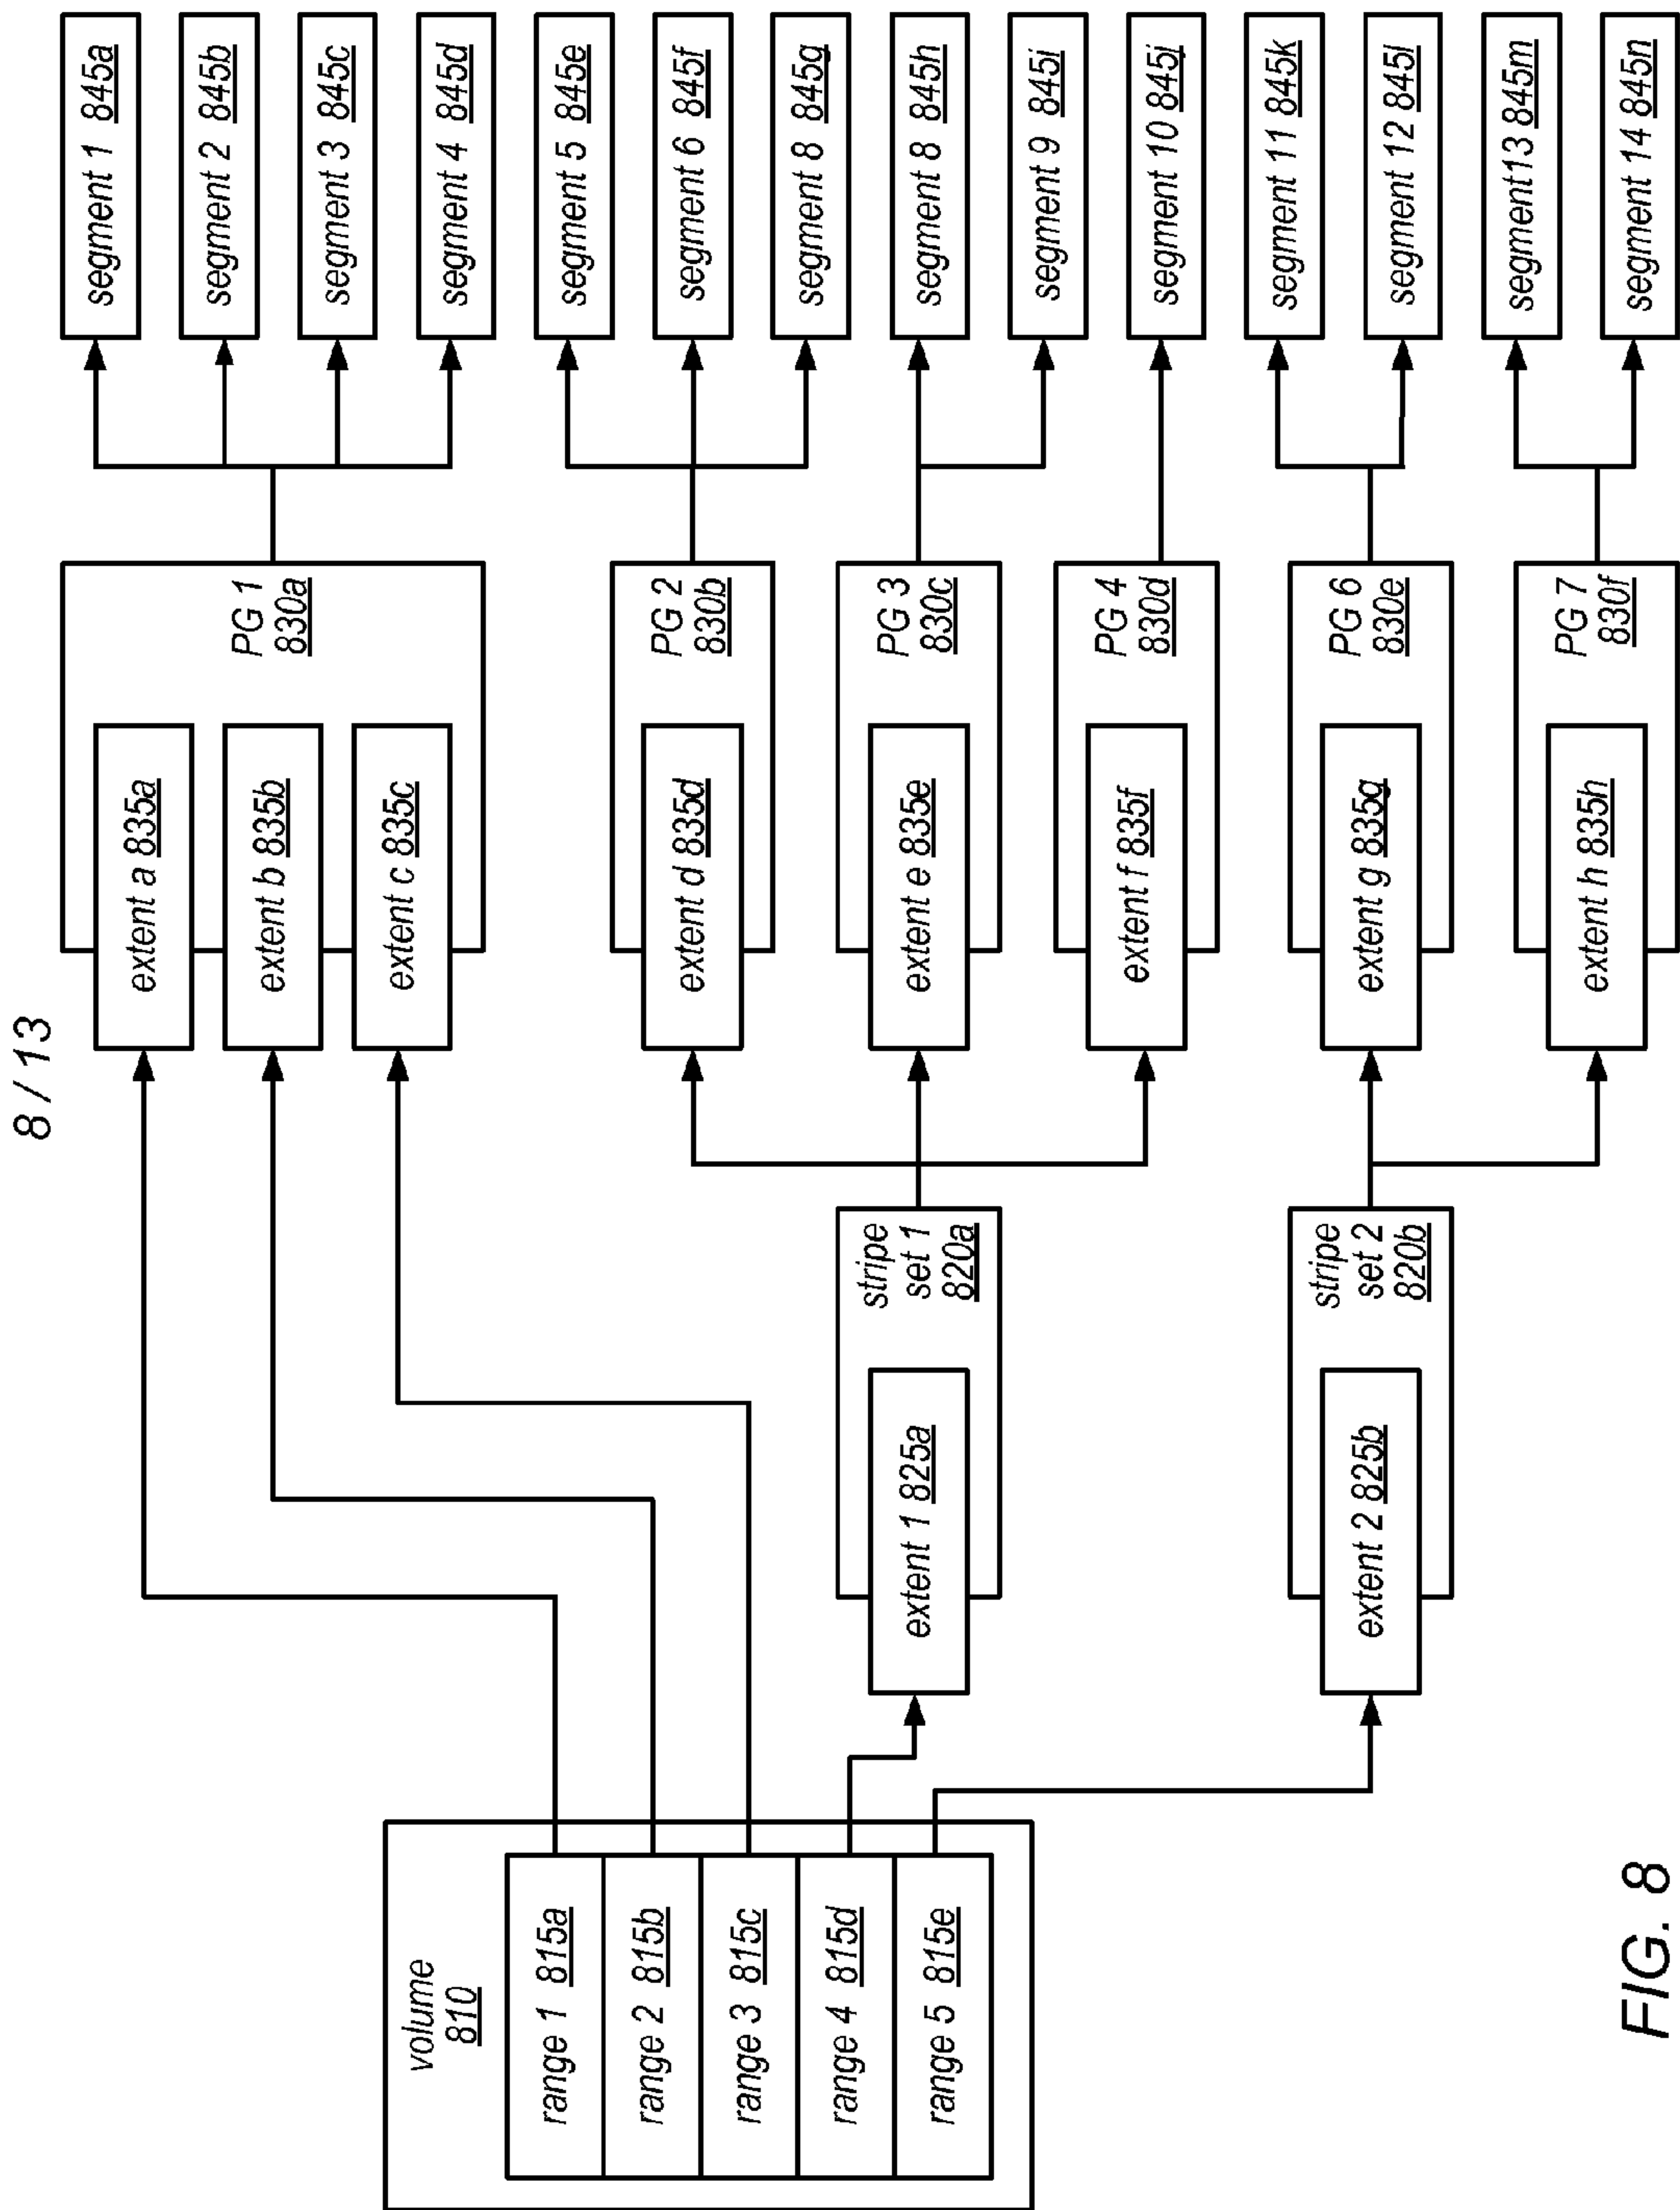 8 / 13
volume
810
range 1 815a
range 2 815b
range 3 815c
range 4 815d
range 5 815e
extent 1 825a
stripe
set 1
820a
extent 2 825b
stripe
set 2
820b
extent a 835a
extent b 835b
extent c 835c
PG 1
830a
extent d 835d
PG 2
830b
extent e 835e
PG 3
830c
extent f 835f
PG 4
830d
extent g 835g
PG 6
830e
extent h 835h
PG 7
830f
segment 1 845a
segment 2 845b
segment 3 845c
segment 4 845d
segment 5 845e
segment 6 845f
segment 8 845g
segment 8 845h
segment 9 845i
segment 10 845j
segment 11 845k
segment 12 845l
segment13 845m
segment 14 845n
FIG. 8